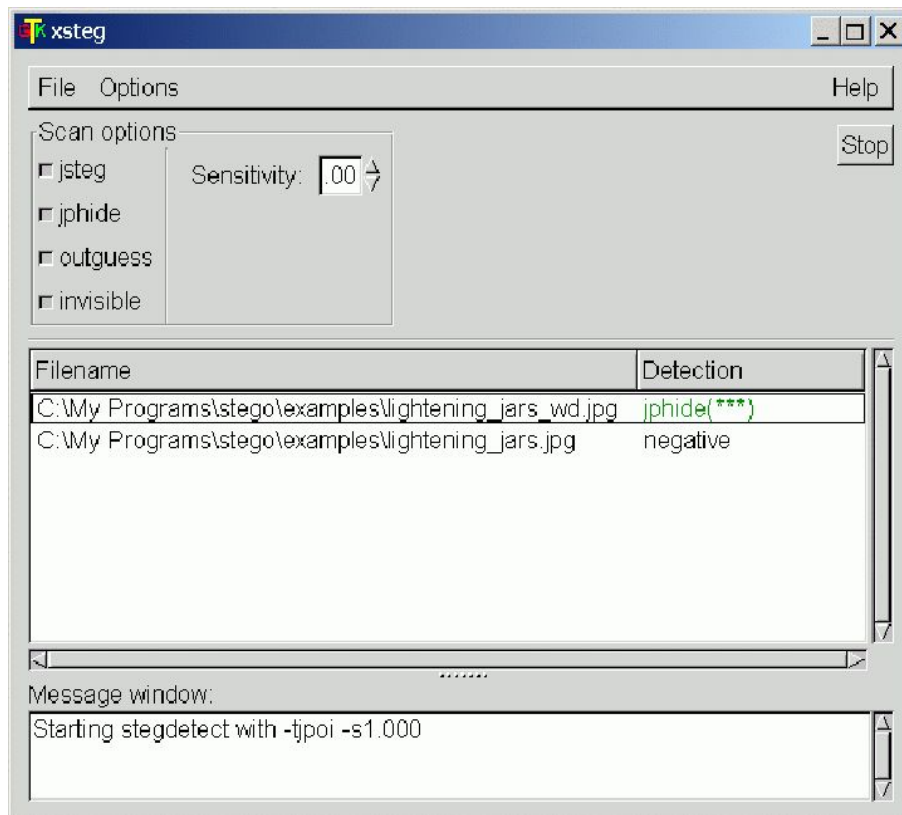 GTK xsteg
File Options Help
Scan options
Stop
jsteg
Sensitivity: .00
jphide
outguess
invisible
Filename Detection
C:\My Programs\stego\examples\lightening_jars_wd.jpg jphide(***)
C:\My Programs\stego\examples\lightening_jars.jpg negative
Message window:
Starting stegdetect with -tjpoi -s1.000